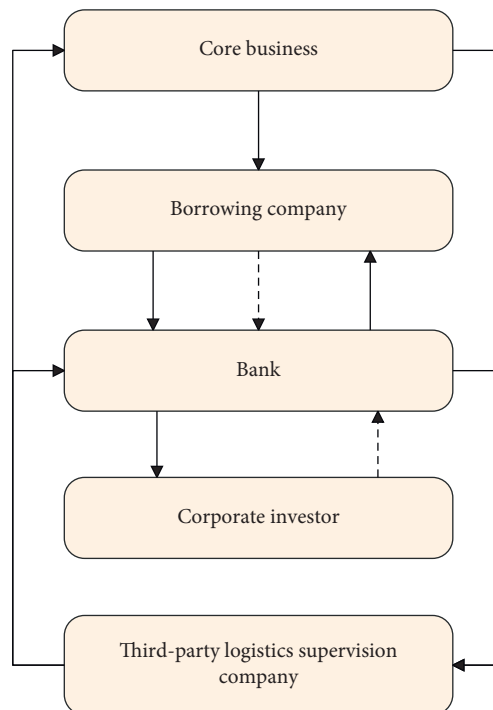 Core business
Borrowing company
Bank
Corporate investor
Third-party logistics supervision
company